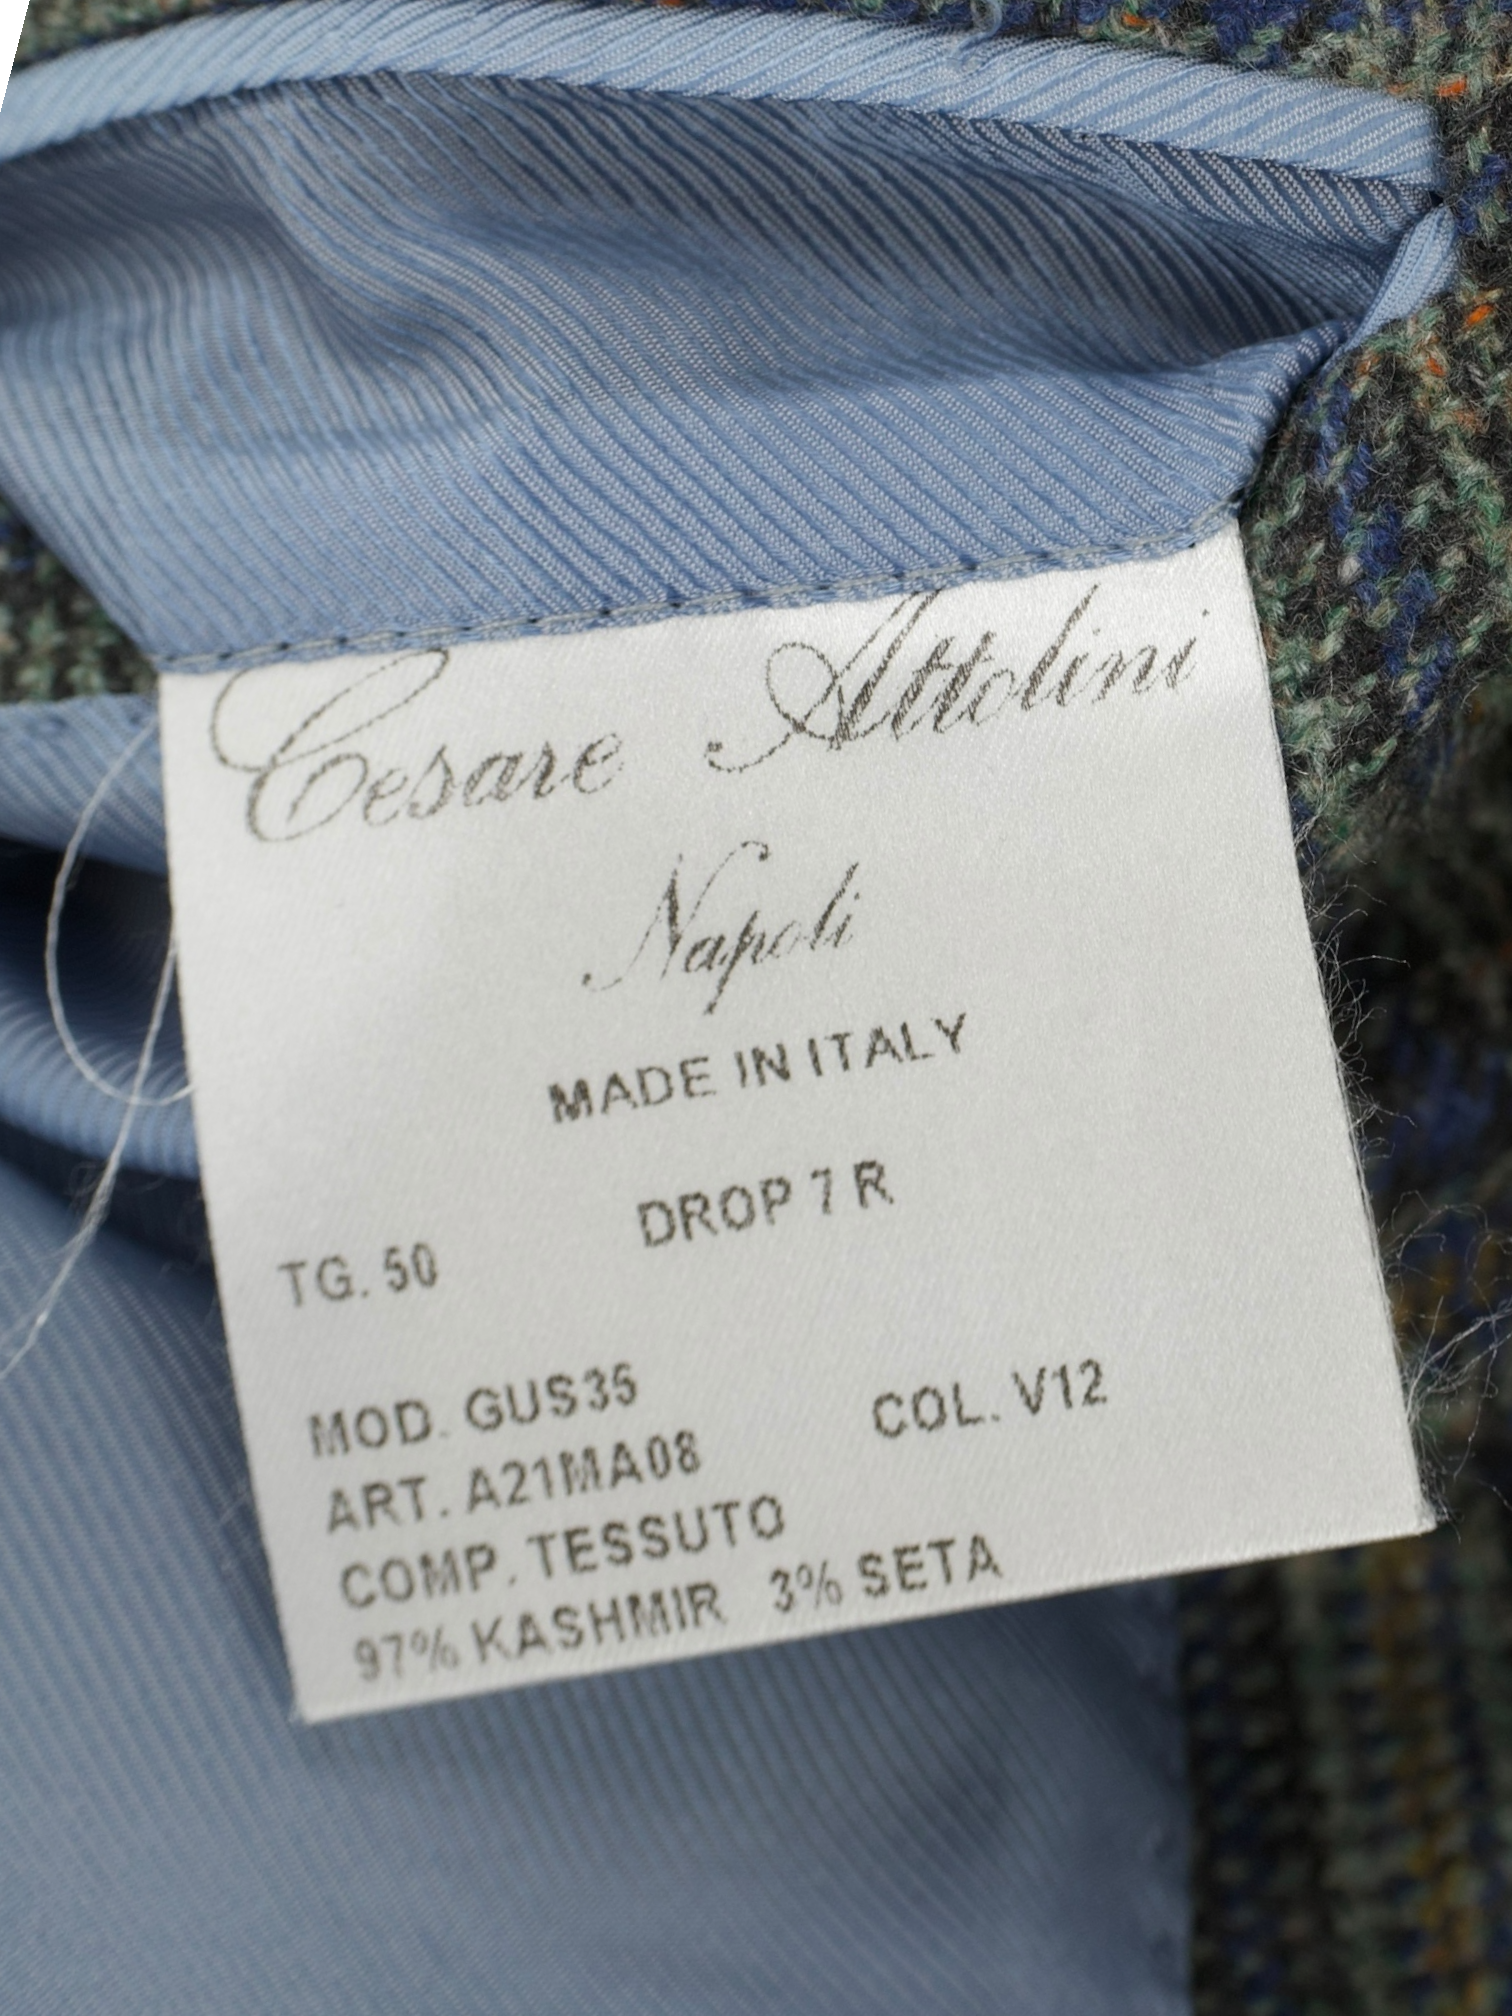 Cesare Attolini
Napoli
MADE IN ITALY
DROP 7 R
TG. 50
MOD. GUS35
COL. V12
ART. A21MA08
COMP. TESSUTO
97% KASHMIR 3% SETA